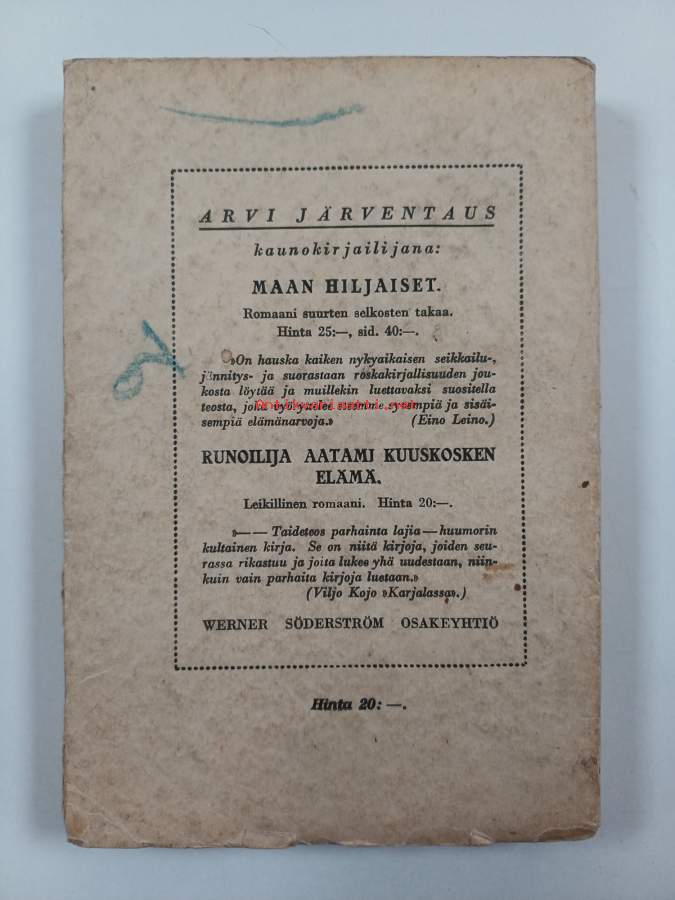 ARVI JÄRVENTAUS
kaunokirjailijana:
MAAN HILJAISET.
Romaani suurten selkosten takaa.
Hinta 25:—, sid. 40:—.
»On hauska kaiken nykyaikaisen seikkailu-,
jännitys- ja suorastaan roskakirjallisuuden jou-
kosta löytää ja muillekin luettavaksi suositella
teosta, joka syvempiä ja sisäi-
sempiä elämänarvoja.» (Eino Leino.)
RUNOILIJA AATAMI KUUSKOSKEN
ELÄMÄ.
Leikillinen romaani. Hinta 20:—.
»— — Taideteos parhainta lajia — huumorin
kultainen kirja. Se on niitä kirjoja, joiden seu-
rassa rikastuu ja joita lukee yhä uudestaan, niin-
kuin vain parhaita kirjoja luetaan.»
(Viljo Kojo »Karjalassa».)
WERNER SÖDERSTRÖM OSAKEYHTIÖ
Hinta 20: —.